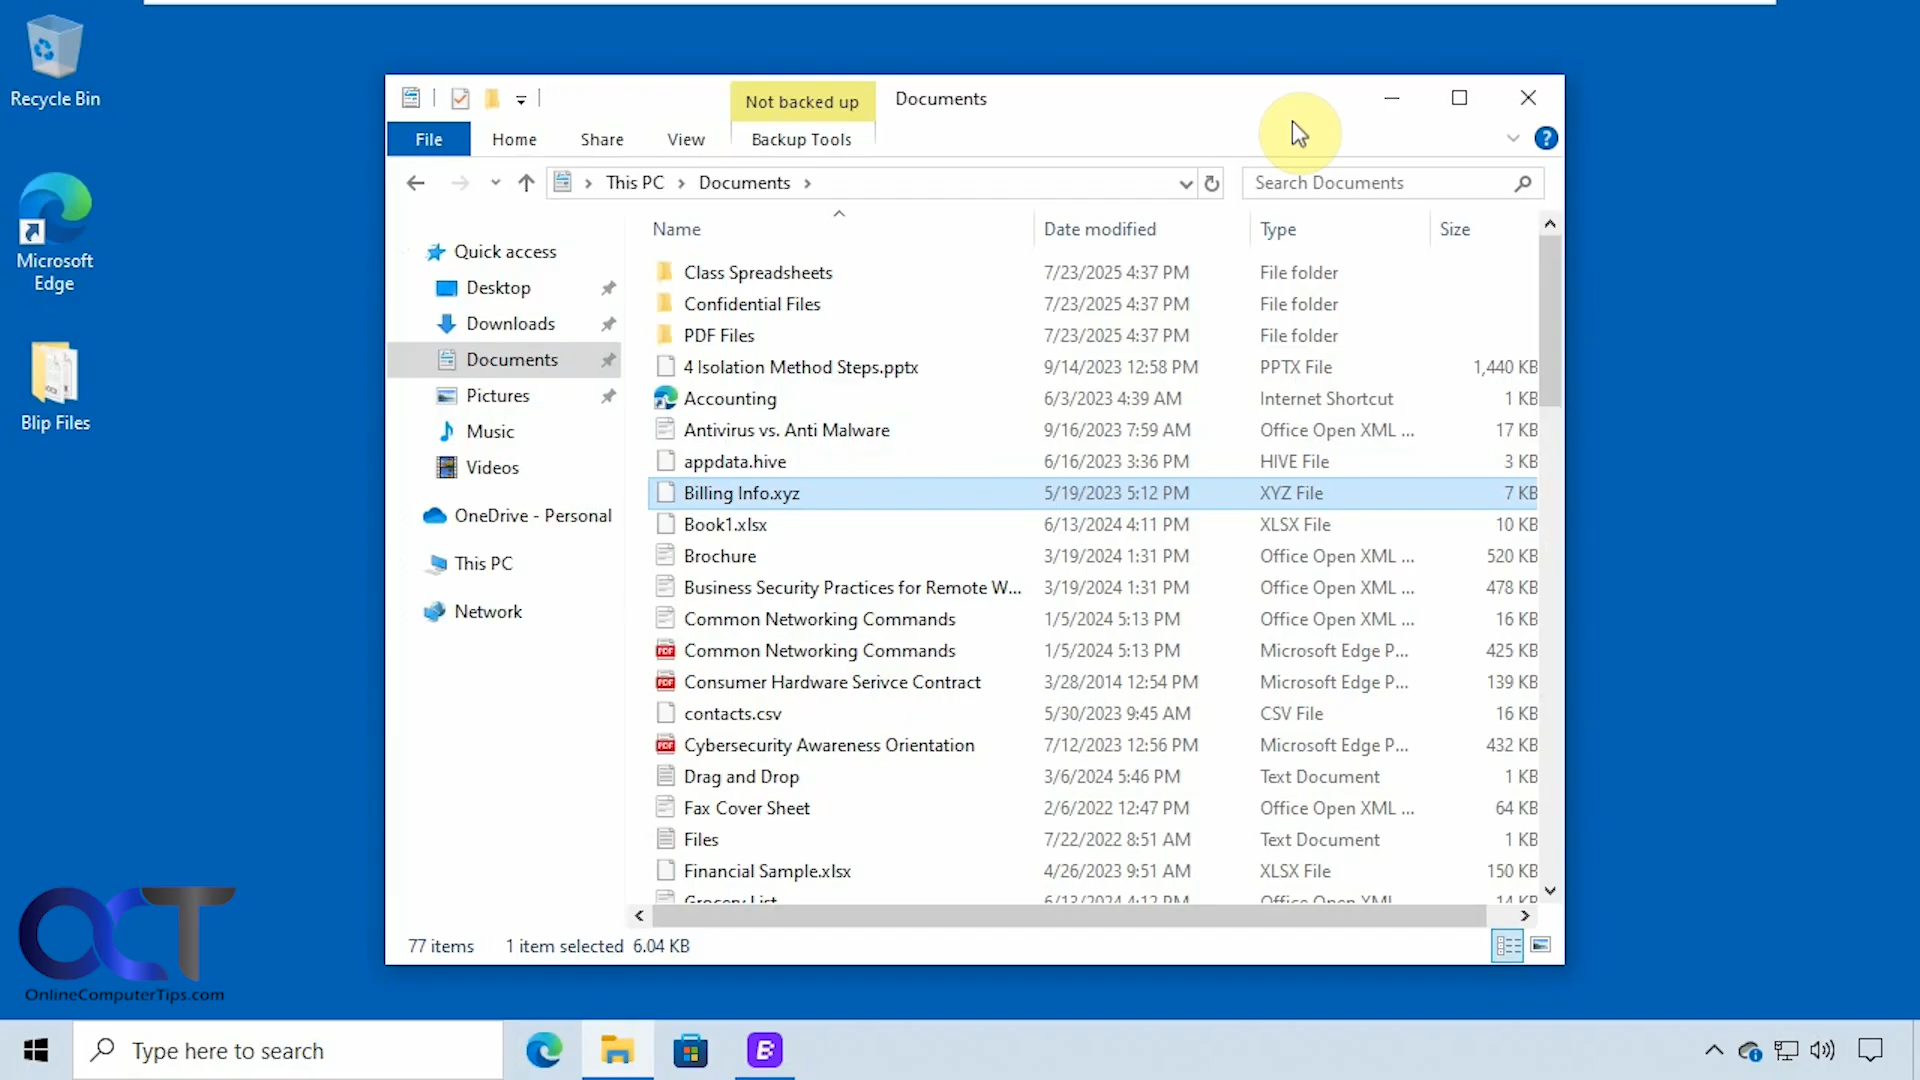 Recycle Bin
Microsoft
Edge
Blip Files
Not backed up
Documents
File
Home
Share
View
Backup Tools
This PC
Documents
Search Documents
Quick access
Desktop
Downloads
Documents
Pictures
Music
Videos
OneDrive - Personal
This PC
Network
Name Date modified Type Size
Class Spreadsheets 7/23/2025 4:37 PM File folder
Confidential Files 7/23/2025 4:37 PM File folder
PDF Files 7/23/2025 4:37 PM File folder
4 Isolation Method Steps.pptx 9/14/2023 12:58 PM PPTX File 1,440 KB
Accounting 6/3/2023 4:39 AM Internet Shortcut 1 KB
Antivirus vs. Anti Malware 9/16/2023 7:59 AM Office Open XML ... 17 KB
appdata.hive 6/16/2023 3:36 PM HIVE File 3 KB
Billing Info.xyz 5/19/2023 5:12 PM XYZ File 7 KB
Book1.xlsx 6/13/2024 4:11 PM XLSX File 10 KB
Brochure 3/19/2024 1:31 PM Office Open XML ... 520 KB
Business Security Practices for Remote W... 3/19/2024 1:31 PM Office Open XML ... 478 KB
Common Networking Commands 1/5/2024 5:13 PM Office Open XML ... 16 KB
Common Networking Commands 1/5/2024 5:13 PM Microsoft Edge P... 425 KB
Consumer Hardware Serivce Contract 3/28/2014 12:54 PM Microsoft Edge P... 139 KB
contacts.csv 5/30/2023 9:45 AM CSV File 16 KB
Cybersecurity Awareness Orientation 7/12/2023 12:56 PM Microsoft Edge P... 432 KB
Drag and Drop 3/6/2024 5:46 PM Text Document 1 KB
Fax Cover Sheet 2/6/2022 12:47 PM Office Open XML ... 64 KB
Files 7/22/2022 8:51 AM Text Document 1 KB
Financial Sample.xlsx 4/26/2023 9:51 AM XLSX File 150 KB
Grocery List 6/13/2024 4:12 PM Office Open XML ... 14 KB
77 items 1 item selected 6.04 KB
OCT
OnlineComputerTips.com
Type here to search